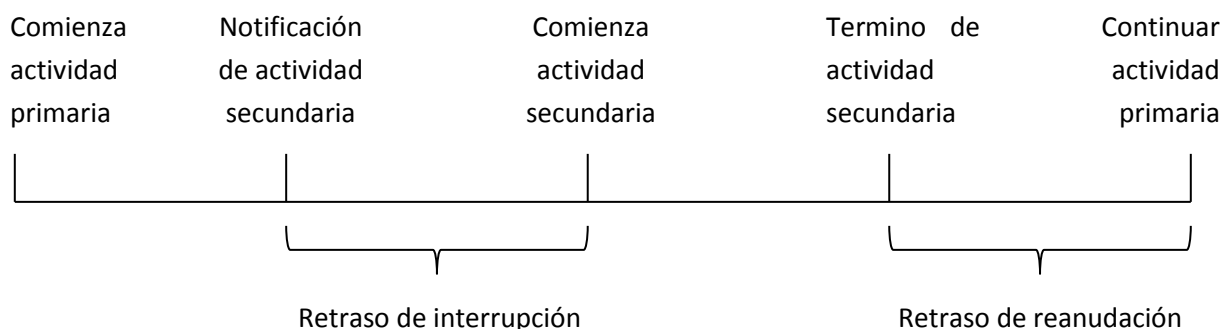 Comienza
actividad
primaria
Notificación
de actividad
secundaria
Comienza
actividad
secundaria
Termino de
actividad
secundaria
Continuar
actividad
primaria
Retraso de interrupción
Retraso de reanudación